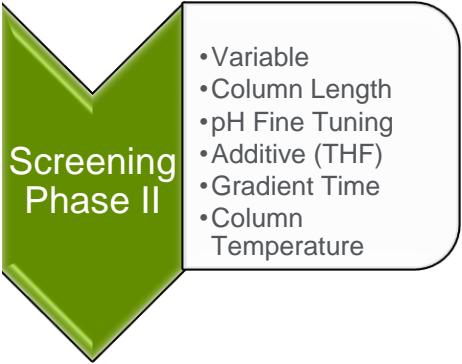 Screening
Phase II
•Variable
•Column Length
•pH Fine Tuning
•Additive (THF)
•Gradient Time
•Column
Temperature